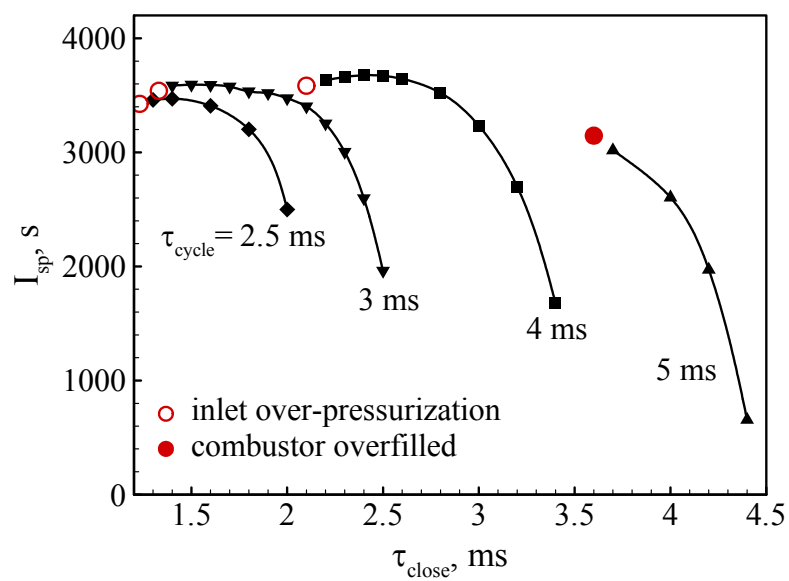 4000
3000
2000
1000
0
I_sp, s
τ_cycle = 2.5 ms
3 ms
4 ms
5 ms
inlet over-pressurization
combustor overfilled
1.5 2 2.5 3 3.5 4 4.5
τ_close, ms